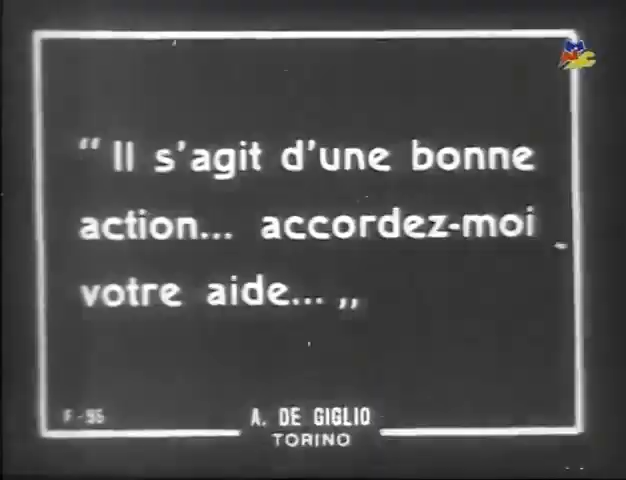 “ Il s'agit d'une bonne
action... accordez-moi
votre aide... „
F-95
A. DE GIGLIO
TORINO